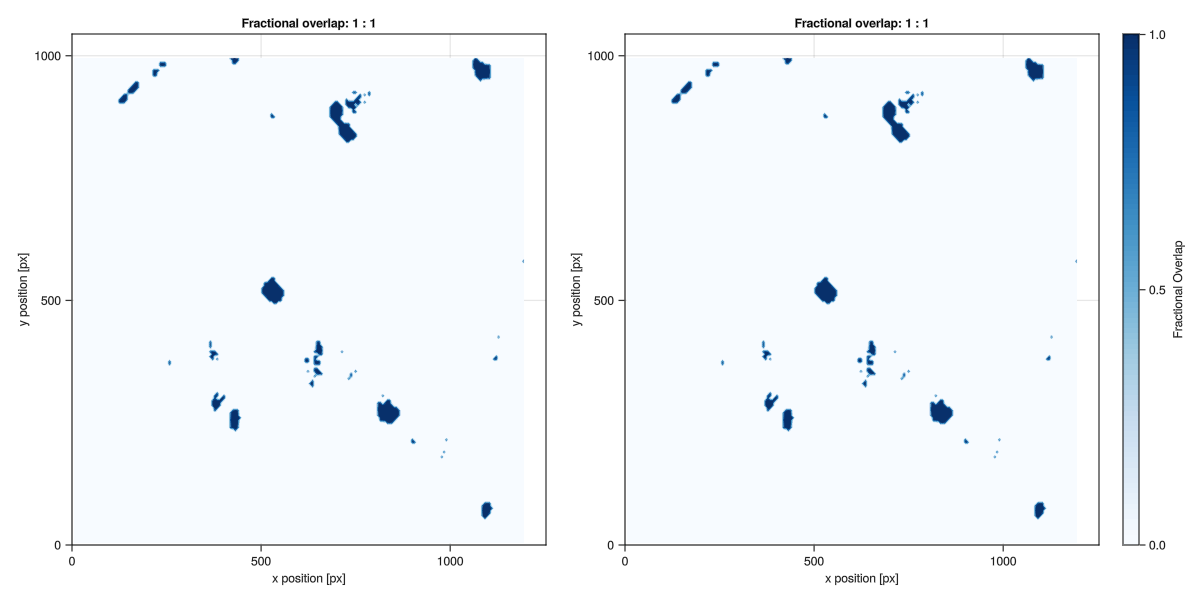 Fractional overlap: 1 : 1
1000
500
0
0
500
1000
x position [px]
y position [px]
Fractional overlap: 1 : 1
1000
500
0
0
500
1000
x position [px]
y position [px]
1.0
0.5
0.0
Fractional Overlap